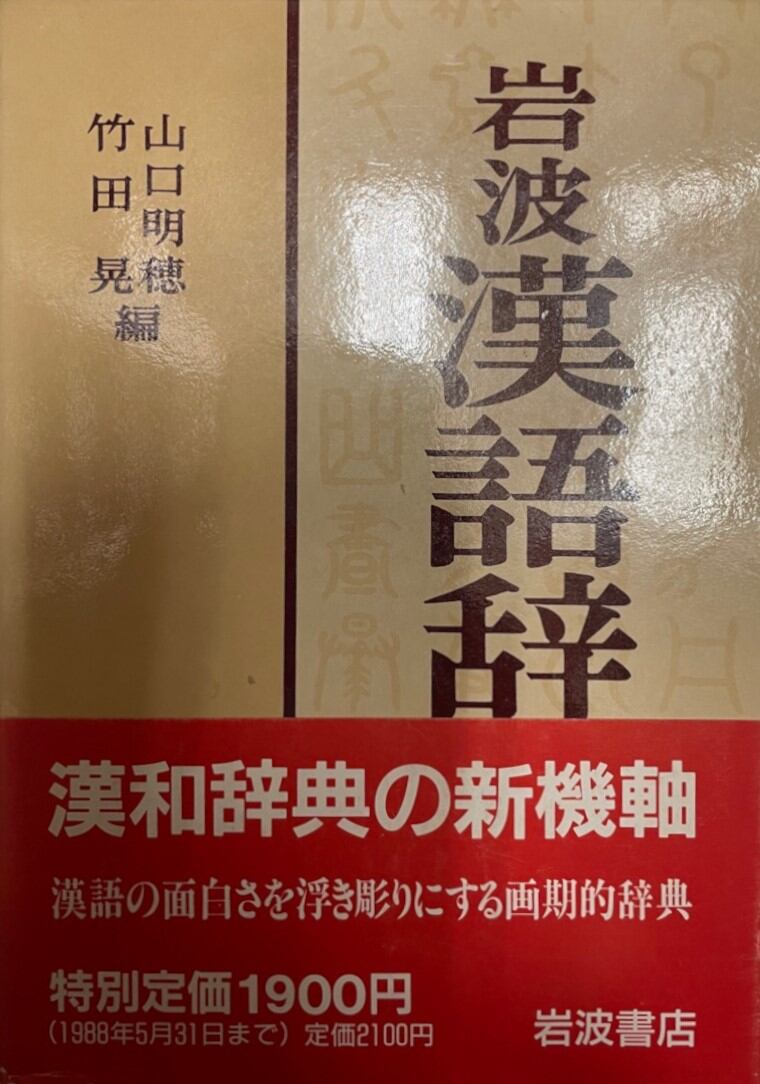 岩波漢語辞
山口明穂
竹田晃
編
漢和辞典の新機軸
漢語の面白さを浮き彫りにする画期的辞典
特別定価1900円
(1988年5月31日まで) 定価2100円
岩波書店